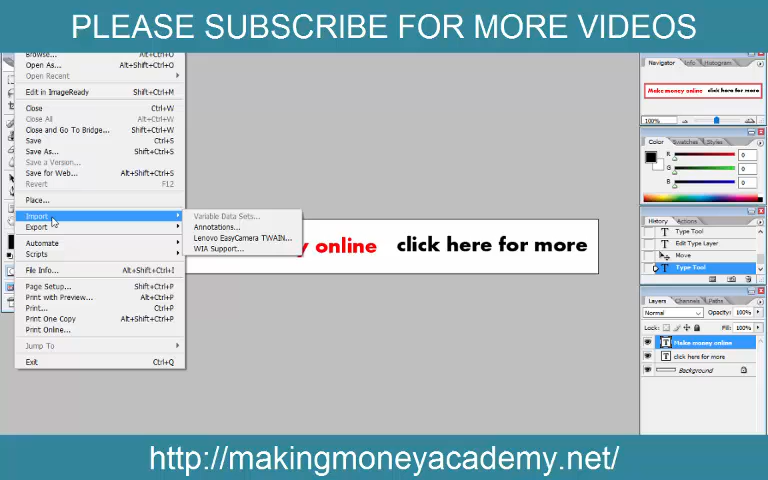 PLEASE SUBSCRIBE FOR MORE VIDEOS
Browse... Alt+Ctrl+O
Open As... Alt+Shift+Ctrl+O
Open Recent
Edit in ImageReady Shift+Ctrl+M
Close Ctrl+W
Close All Alt+Ctrl+W
Close and Go To Bridge... Shift+Ctrl+W
Save Ctrl+S
Save As... Shift+Ctrl+S
Save a Version...
Save for Web... Alt+Shift+Ctrl+S
Revert F12
Place...
Import
Export
Automate
Scripts
File Info... Alt+Shift+Ctrl+I
Page Setup... Shift+Ctrl+P
Print with Preview... Alt+Ctrl+P
Print... Ctrl+P
Print One Copy Alt+Shift+Ctrl+P
Print Online...
Jump To
Exit Ctrl+Q
Variable Data Sets...
Annotations...
Lenovo EasyCamera TWAIN...
WIA Support...
y online click here for more
Navigator Info Histogram
Make money online click here for more
100%
Color Swatches Styles
R 0
G 0
B 0
History Actions
Type Tool
Edit Type Layer
Move
Type Tool
Layers Channels Paths
Normal Opacity: 100%
Lock: Fill: 100%
T Make money online
T click here for more
Background
http://makingmoneyacademy.net/